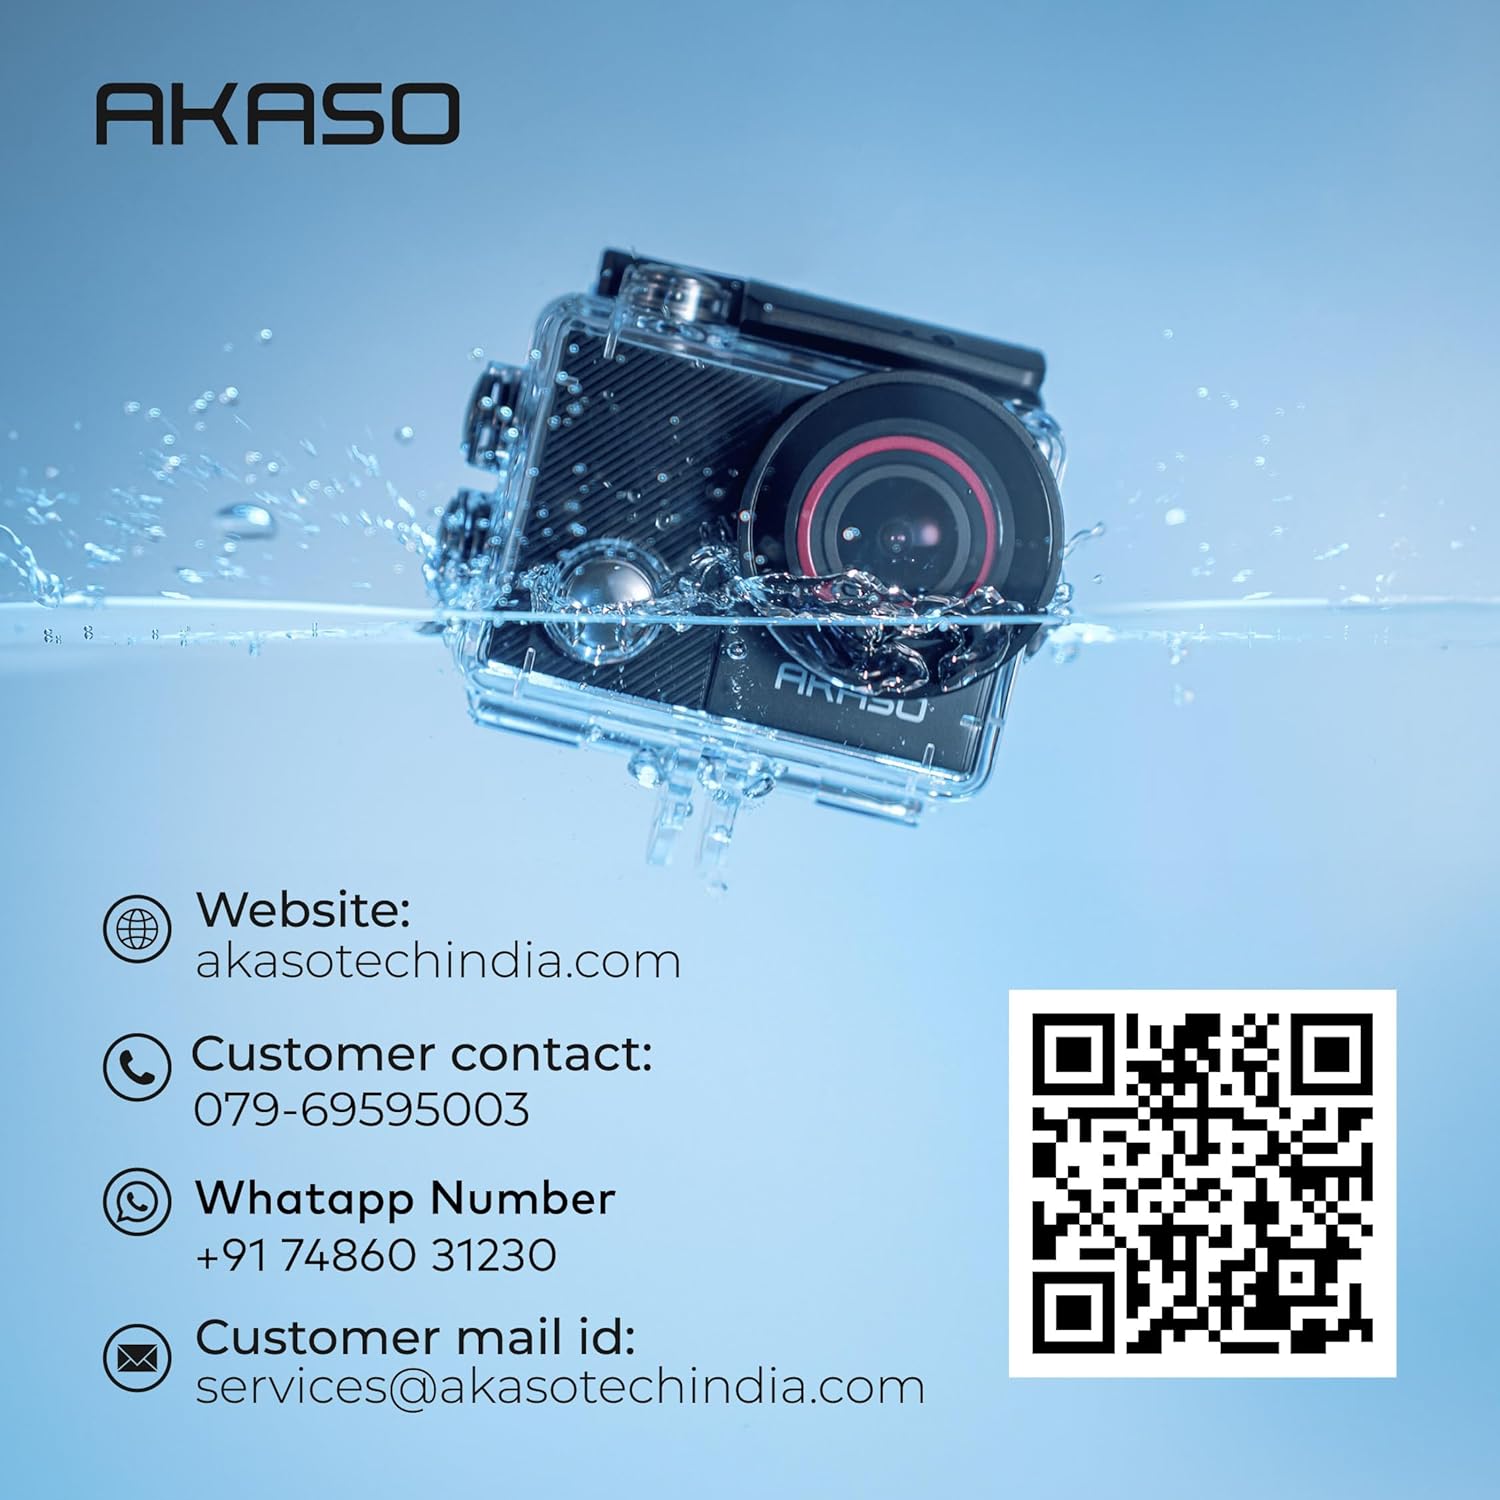 AKASO
AKASO
Website:
akasotechindia.com
Customer contact:
079-69595003
Whatapp Number
+91 74860 31230
Customer mail id:
services@akasotechindia.com